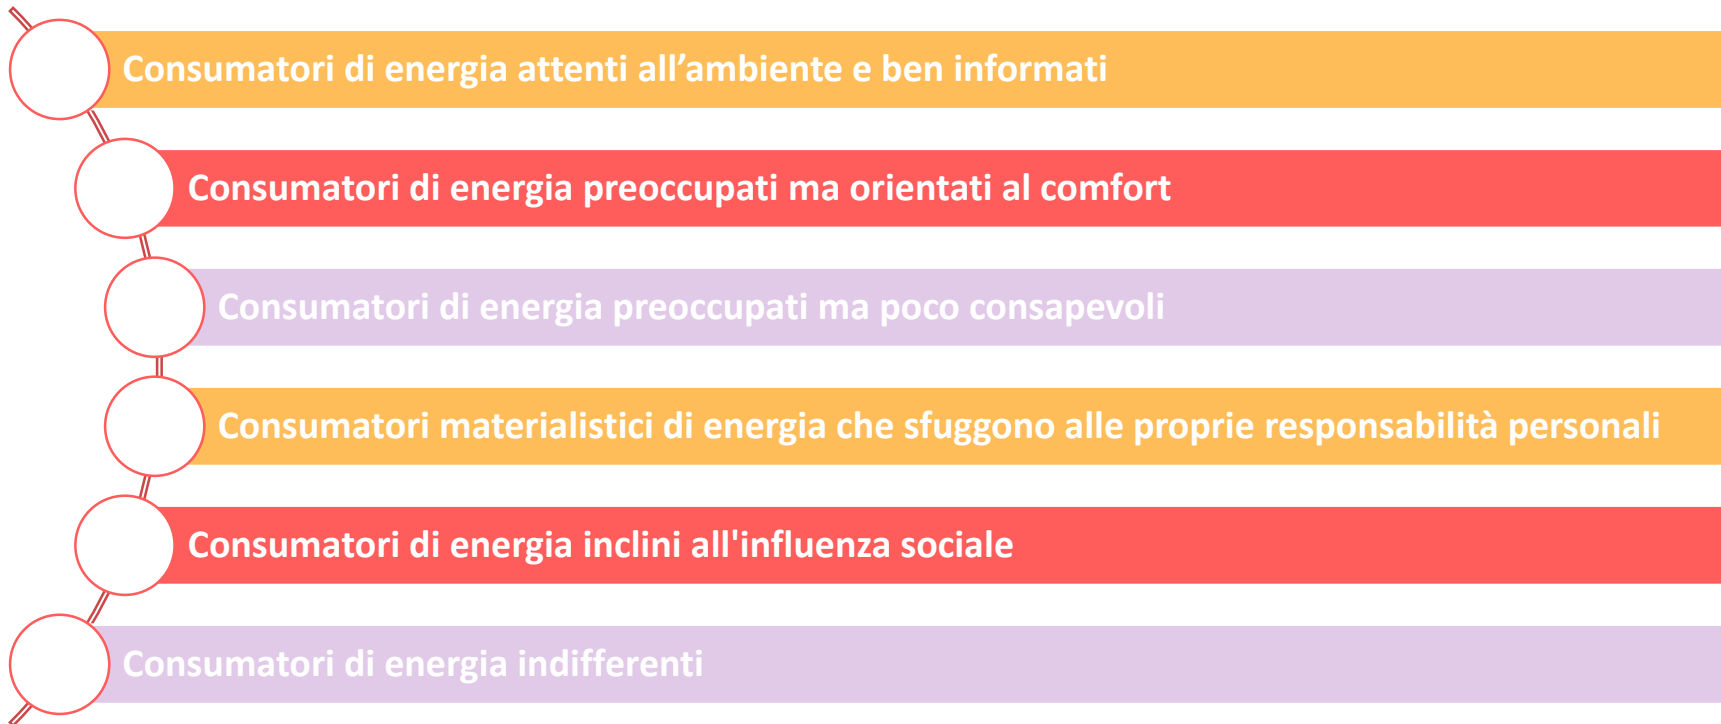 Consumatori di energia attenti all’ambiente e ben informati
Consumatori di energia preoccupati ma orientati al comfort
Consumatori di energia preoccupati ma poco consapevoli
Consumatori materialistici di energia che sfuggono alle proprie responsabilità personali
Consumatori di energia inclini all'influenza sociale
Consumatori di energia indifferenti